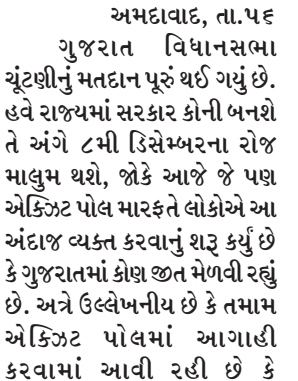 અમદાવાદ, તા.૫૬
ગુજરાત વિધાનસભા
ચૂંટણીનું મતદાન પૂરું થઈ ગયું છે.
હવે રાજ્યમાં સરકાર કોની બનશે
તે અંગે ૮મી ડિસેમ્બરના રોજ
માલુમ થશે, જોકે આજે જે પણ
એક્ઝિટ પોલ મારફતે લોકોએ આ
અંદાજ વ્યક્ત કરવાનું શરૂ કર્યું છે
કે ગુજરાતમાં કોણ જીત મેળવી રહ્યું
છે. અત્રે ઉલ્લેખનીય છે કે તમામ
એક્ઝિટ પોલમાં આગાહી
કરવામાં આવી રહી છે કે